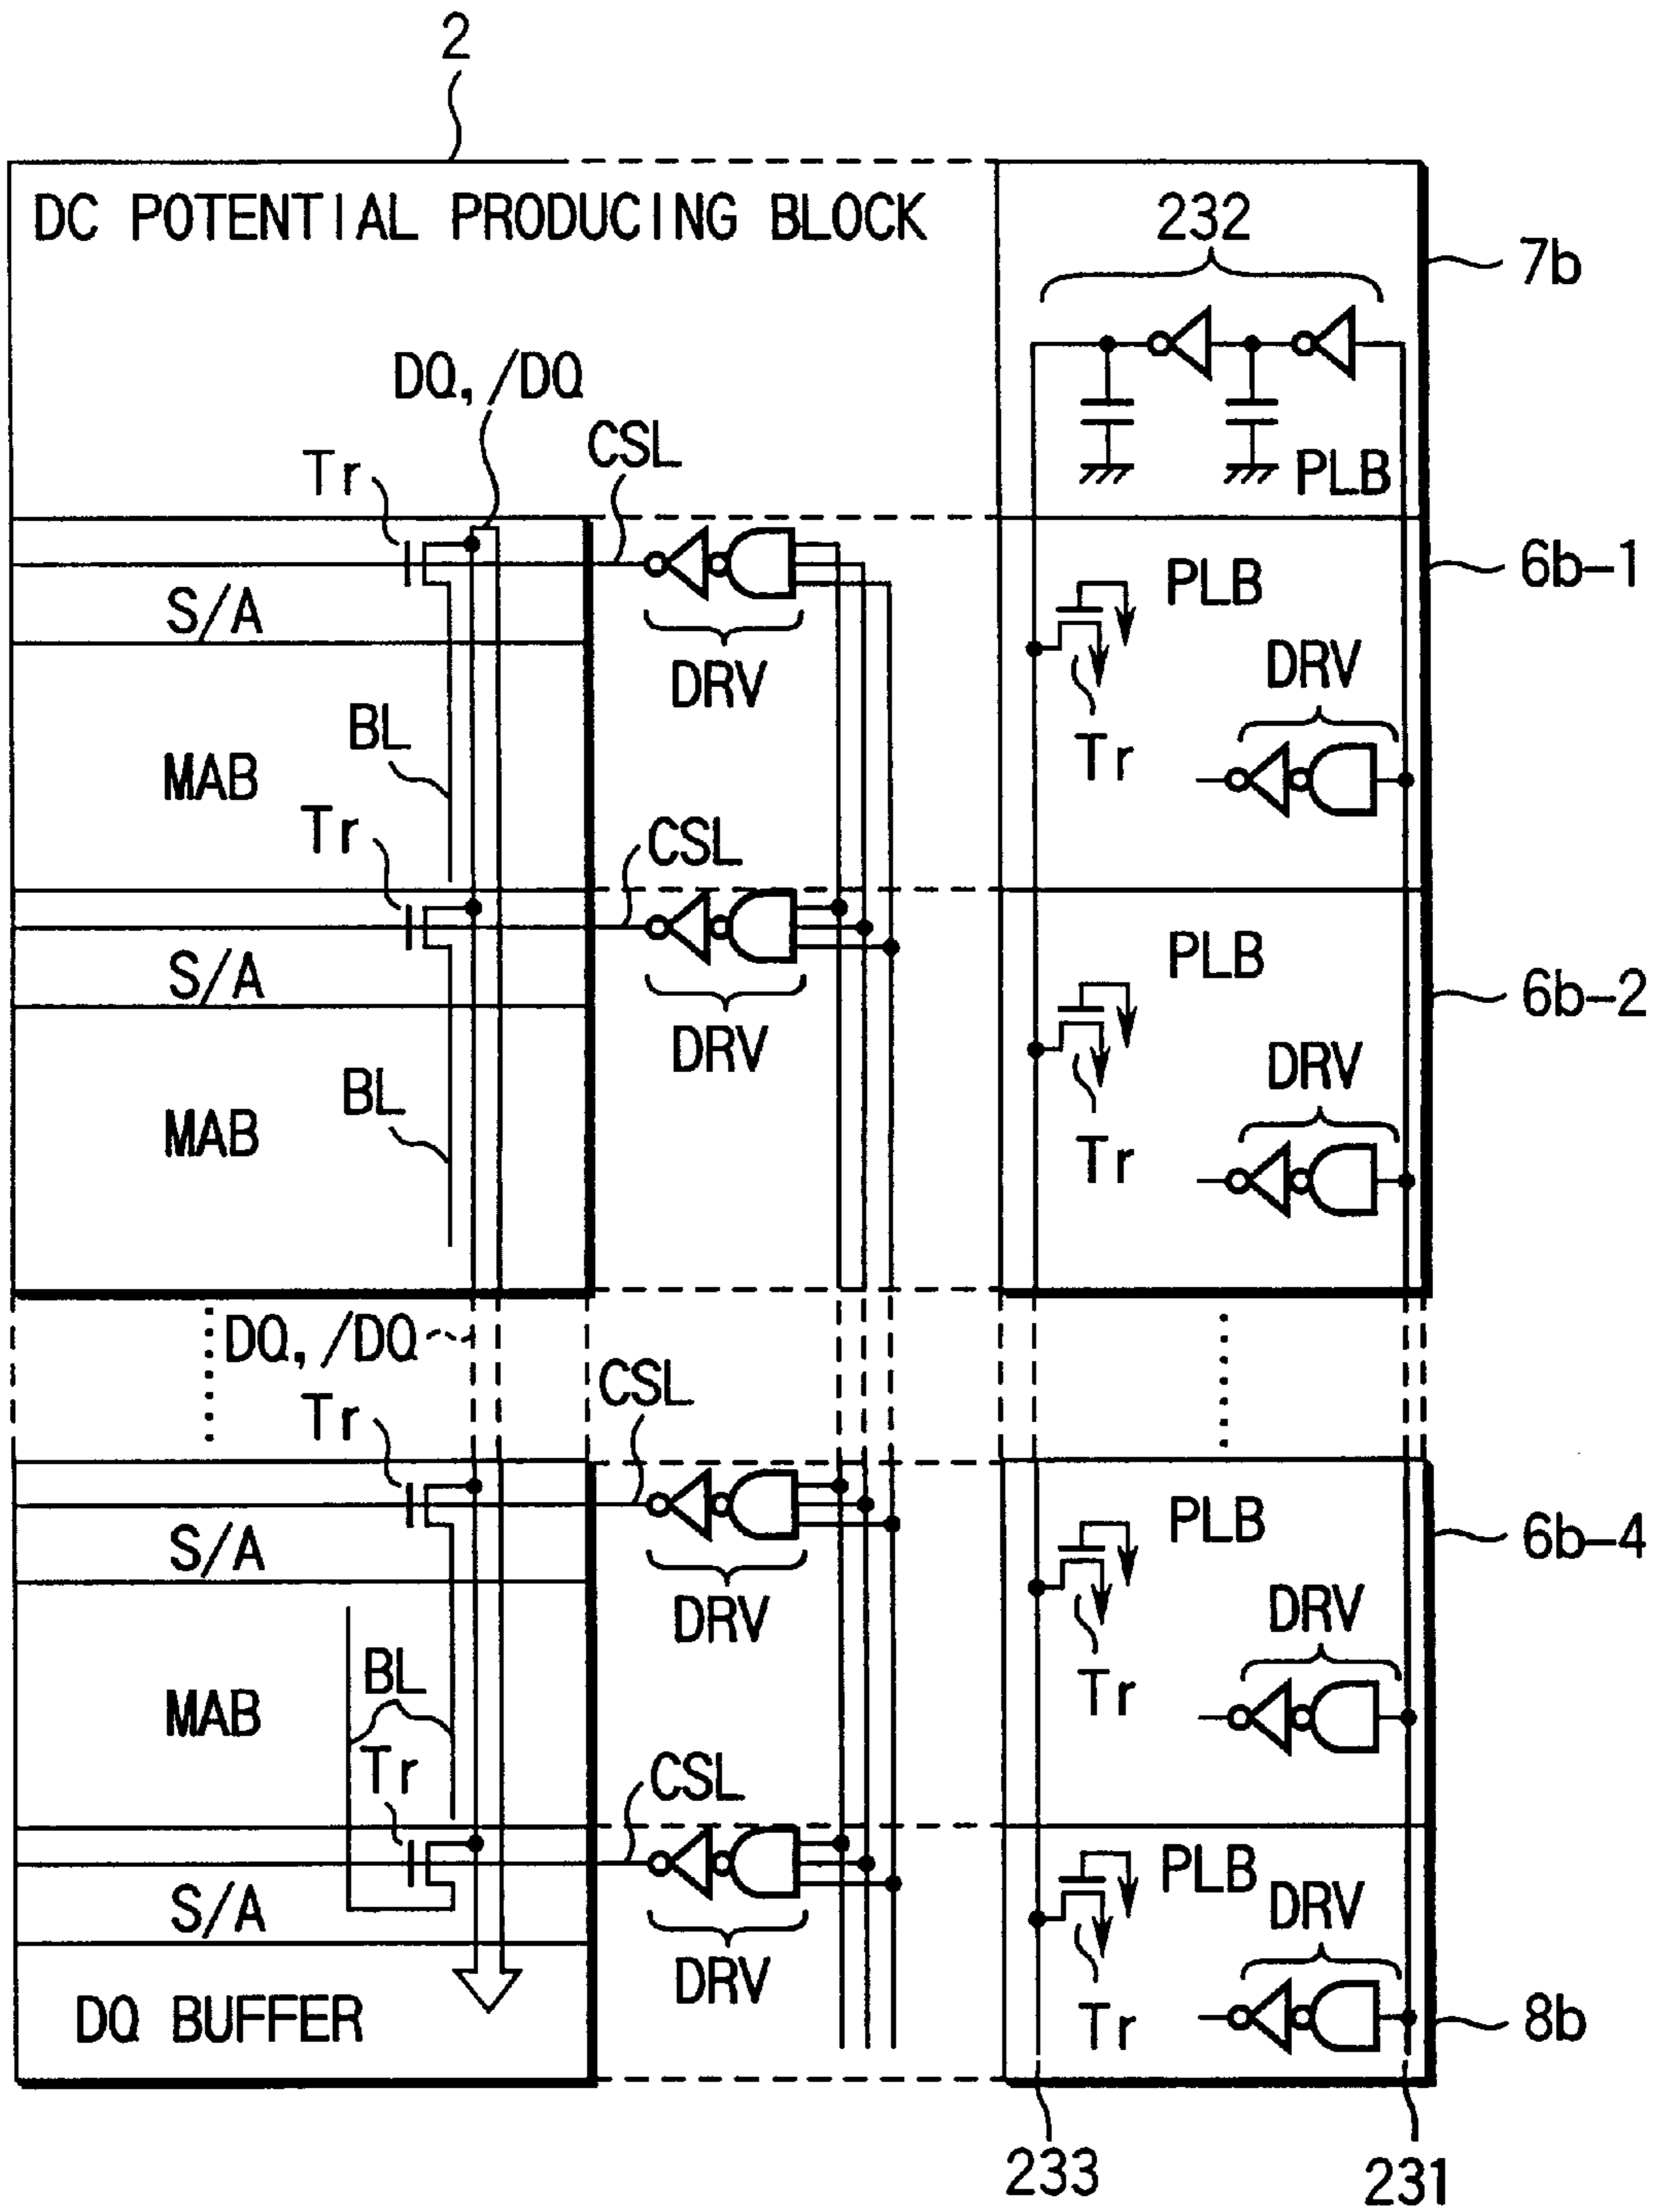 2
DC POTENTIAL PRODUCING BLOCK
232
7b
DQ, /DQ
CSL
Tr
PLB
6b-1
PLB
S/A
DRV
DRV
BL
Tr
MAB
Tr
CSL
PLB
S/A
6b-2
DRV
DRV
BL
MAB
Tr
DQ, /DQ
CSL
Tr
PLB
6b-4
S/A
DRV
DRV
BL
Tr
MAB
Tr
CSL
PLB
S/A
DRV
DRV
DQ BUFFER
Tr
8b
233
231